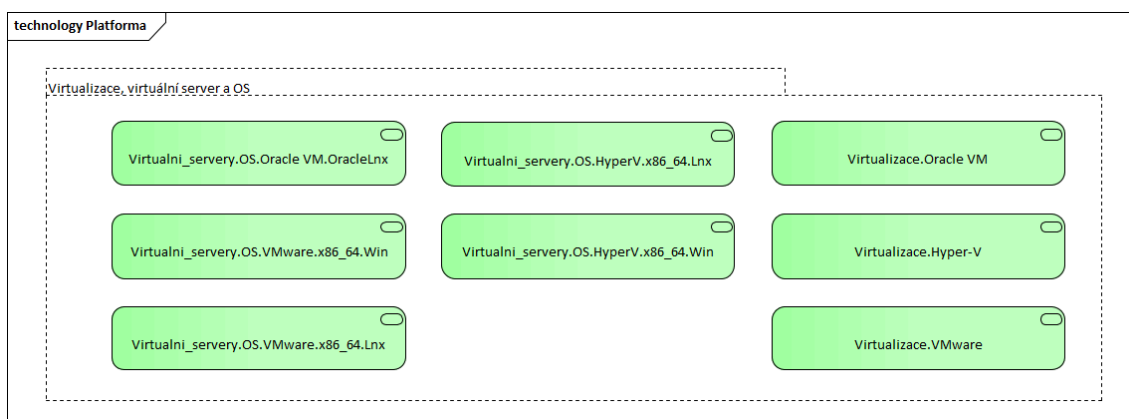 technology Platforma
Virtualizace, virtuální server a OS
Virtualni_servery.OS.Oracle VM.OracleLnx
Virtualni_servery.OS.HyperV.x86_64.Lnx
Virtualizace.Oracle VM
Virtualni_servery.OS.VMware.x86_64.Win
Virtualni_servery.OS.HyperV.x86_64.Win
Virtualizace.Hyper-V
Virtualni_servery.OS.VMware.x86_64.Lnx
Virtualizace.VMware